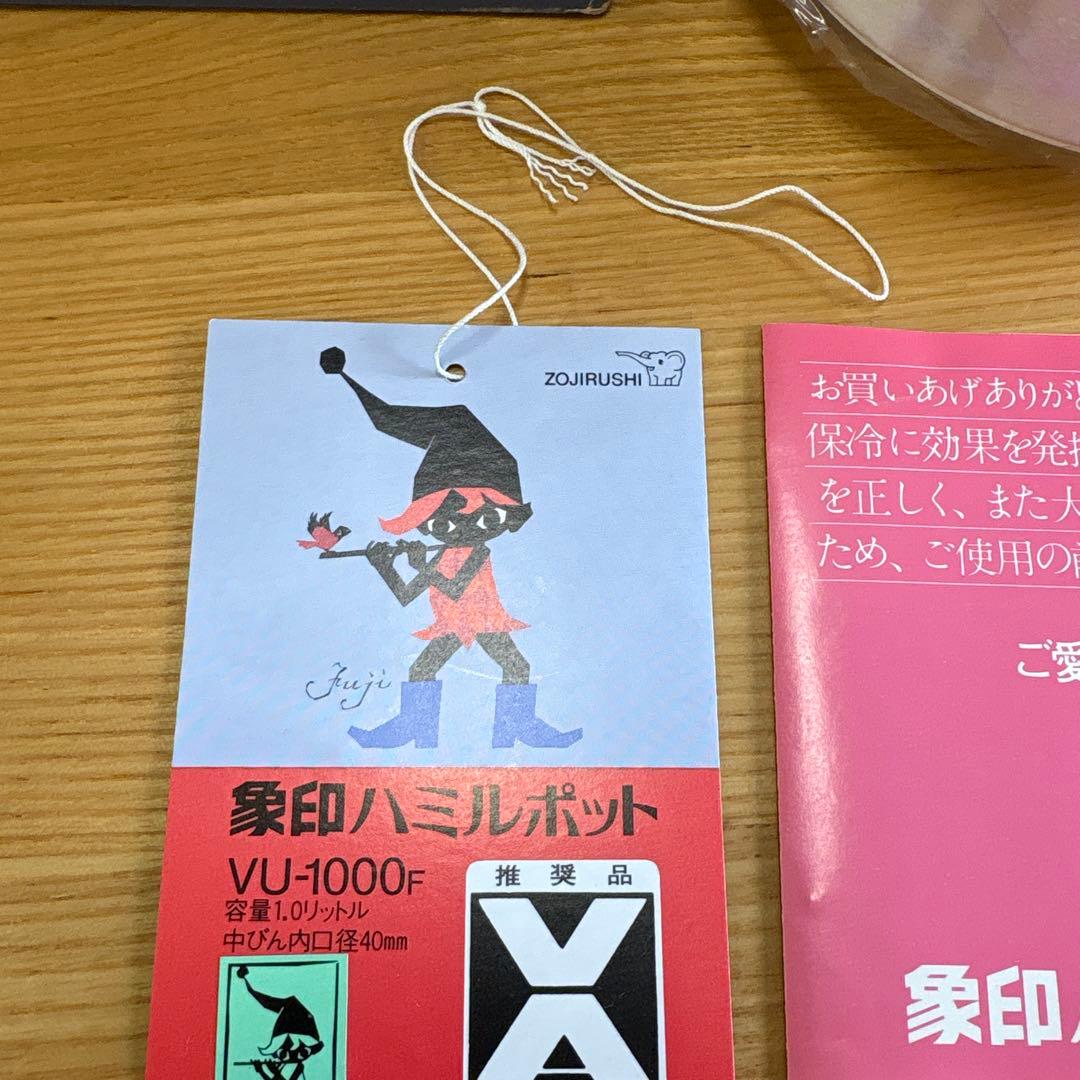 ZOJIRUSHI
Fuji
象印ハミルポット
VU-1000F
容量1.0リットル
中びん内口径40mm
推奨品
VA
お買いあげありが
保冷に効果を発
を正しく、また大
ため、ご使用の
ご愛
象印